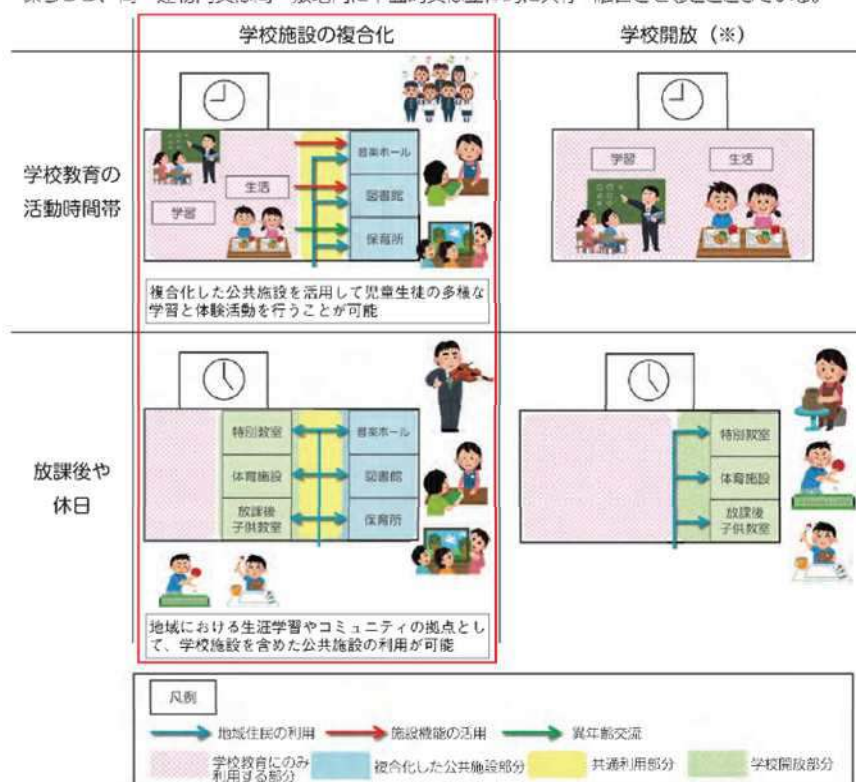 学校施設の複合化
学校開放（※）
学校教育の
活動時間帯
学習
生活
音楽ホール
図書館
保育所
複合化した公共施設を活用して児童生徒の多様な
学習と体験活動を行うことが可能
学習
生活
放課後や
休日
特別教室
体育施設
放課後
子供教室
音楽ホール
図書館
保育所
地域における生涯学習やコミュニティの拠点とし
て、学校施設を含めた公共施設の利用が可能
特別教室
体育施設
放課後
子供教室
凡例
地域住民の利用
施設機能の活用
異年齢交流
学校教育にのみ
利用する部分
複合化した公共施設部分
共通利用部分
学校開放部分